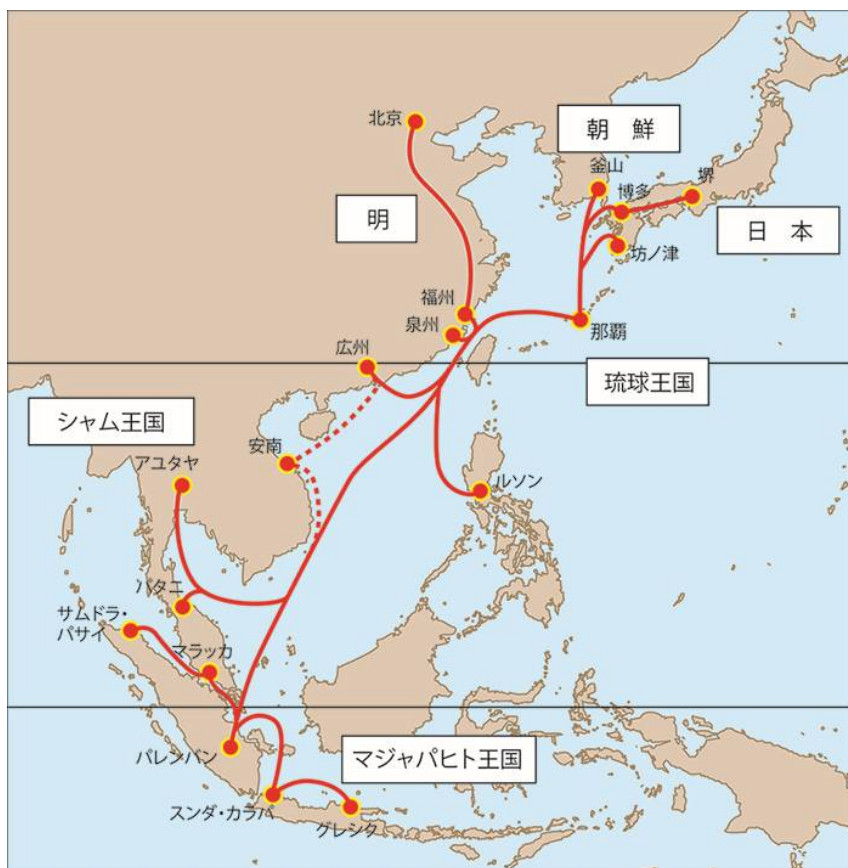 北京
朝 鮮
釜山
博多
堺
明
日 本
坊ノ津
福州
泉州
広州
那覇
琉球王国
シャム王国
安南
アユタヤ
ルソン
パタニ
サムドラ・
パサイ
マラッカ
パレンバン
マジャパヒト王国
スンダ・カラパ
グレシク